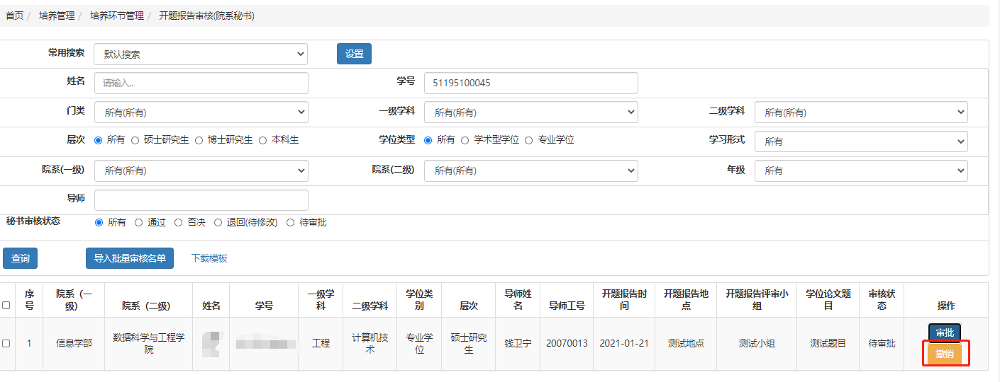 首页 / 培养管理 / 培养环节管理 / 开题报告审核(院系秘书)
常用搜索 默认搜索 设置
姓名 请输入.. 学号 51195100045
门类 所有(所有) 一级学科 所有(所有) 二级学科 所有(所有)
层次 所有 硕士研究生 博士研究生 本科生 学位类型 所有 学术型学位 专业学位 学习形式 所有
院系(一级) 所有(所有) 院系(二级) 所有(所有) 年级 所有
导师
秘书审核状态 所有 通过 否决 退回(待修改) 待审批
查询 导入批量审核名单 下载模板
序号 院系（一级） 院系（二级） 姓名 学号 一级学科 二级学科 学位类别 层次 导师姓名 导师工号 开题报告时间 开题报告地点 开题报告评审小组 学位论文题目 审核状态 操作
1 信息学部 数据科学与工程学院 工程 计算机技术 专业学位 硕士研究生 钱卫宁 20070013 2021-01-21 测试地点 测试小组 测试题目 待审批 审批
撤销